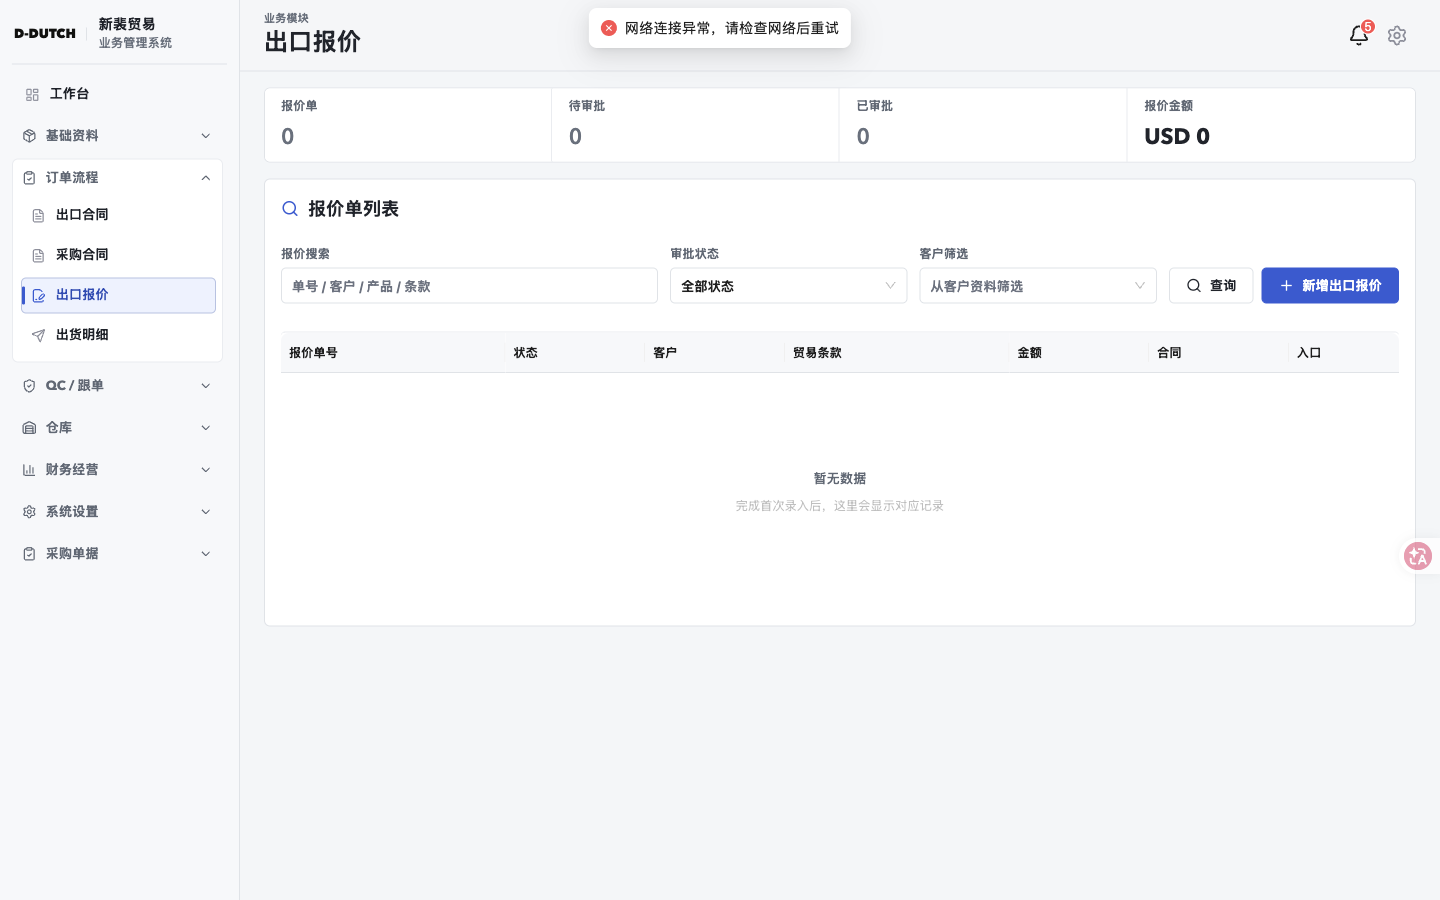 D-DUTCH
新装贸易
业务管理系统
工作台
基础资料
订单流程
出口合同
采购合同
出口报价
出货明细
QC / 跟单
仓库
财务经营
系统设置
采购单据
业务模块
出口报价
网络连接异常，请检查网络后重试
5
报价单
0
待审批
0
已审批
0
报价金额
USD 0
报价单列表
报价搜索
单号 / 客户 / 产品 / 条款
审批状态
全部状态
客户筛选
从客户资料筛选
查询
新增出口报价
报价单号 状态 客户 贸易条款 金额 合同 入口
暂无数据
完成首次录入后，这里会显示对应记录
A